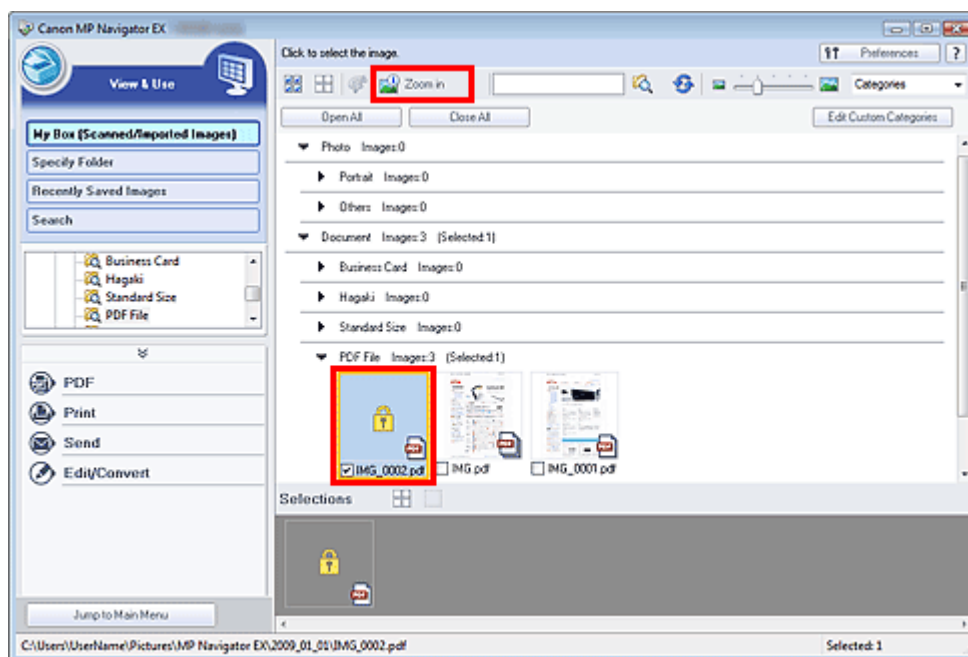 Canon MP Navigator EX
Click to select the image.
Preferences
?
View & Use
Zoom in
Categories
Open All
Close All
Edit Custom Categories
My Box (Scanned/Imported Images)
Specify Folder
Recently Saved Images
Search
Photo Images:0
Portrait Images:0
Others Images:0
Document Images:3 (Selected:1)
Business Card Images:0
Hagaki Images:0
Standard Size Images:0
PDF File Images:3 (Selected:1)
Business Card
Hagaki
Standard Size
PDF File
PDF
Print
Send
Edit/Convert
IMG_0002.pdf
IMG.pdf
IMG_0001.pdf
Selections
Jump to Main Menu
C:\Users\UserName\Pictures\MP Navigator EX\2009_01_01\IMG_0002.pdf
Selected: 1